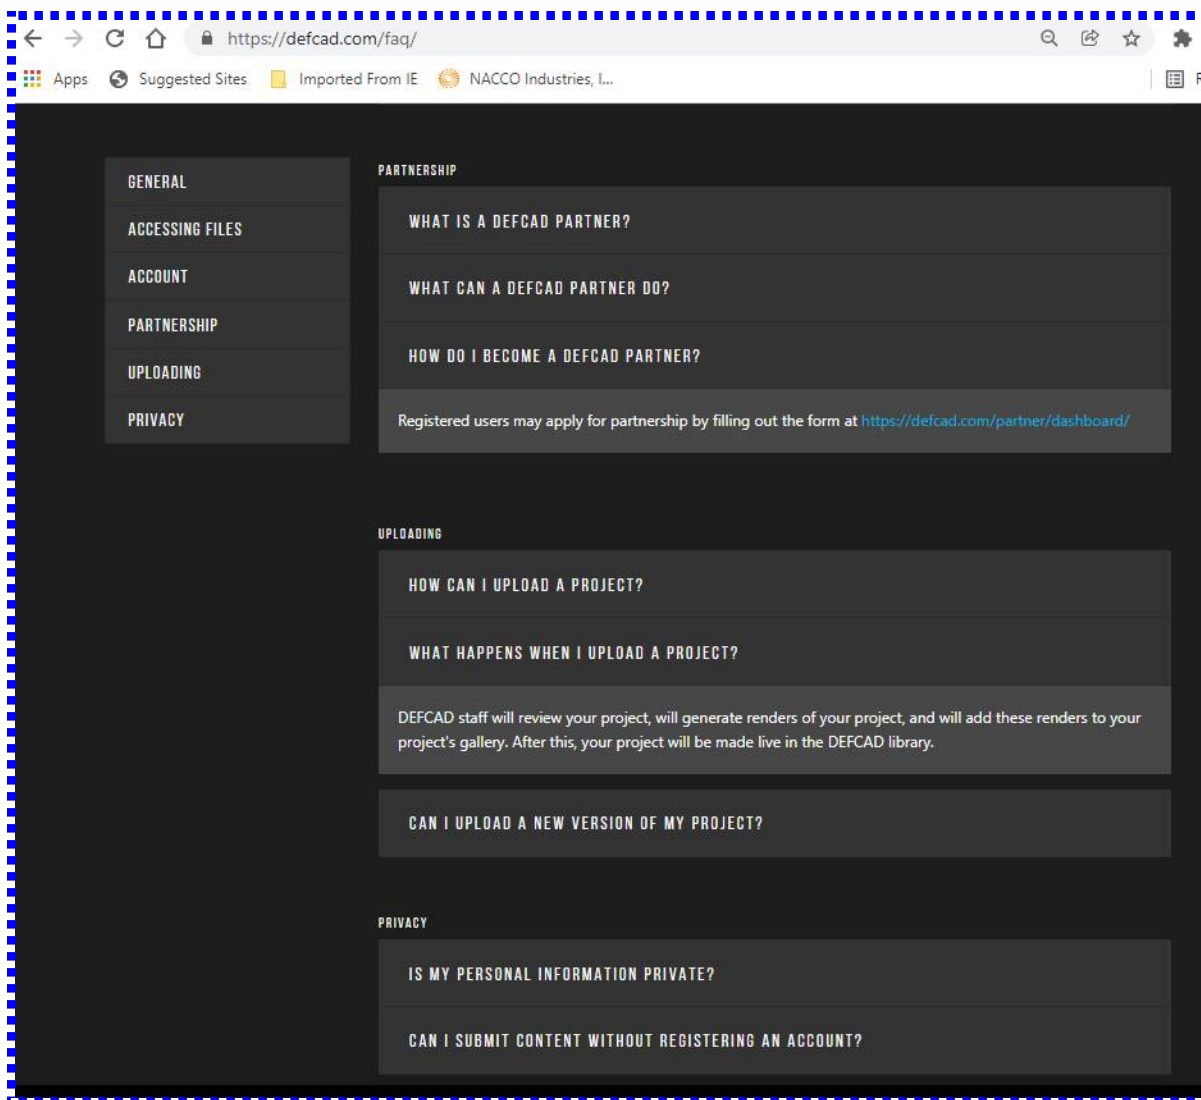 https://defcad.com/faq/
Apps Suggested Sites Imported From IE NACCO Industries, I...
GENERAL
ACCESSING FILES
ACCOUNT
PARTNERSHIP
UPLOADING
PRIVACY
PARTNERSHIP
WHAT IS A DEFCAD PARTNER?
WHAT CAN A DEFCAD PARTNER DO?
HOW DO I BECOME A DEFCAD PARTNER?
Registered users may apply for partnership by filling out the form at https://defcad.com/partner/dashboard/
UPLOADING
HOW CAN I UPLOAD A PROJECT?
WHAT HAPPENS WHEN I UPLOAD A PROJECT?
DEFCAD staff will review your project, will generate renders of your project, and will add these renders to your
project's gallery. After this, your project will be made live in the DEFCAD library.
CAN I UPLOAD A NEW VERSION OF MY PROJECT?
PRIVACY
IS MY PERSONAL INFORMATION PRIVATE?
CAN I SUBMIT CONTENT WITHOUT REGISTERING AN ACCOUNT?